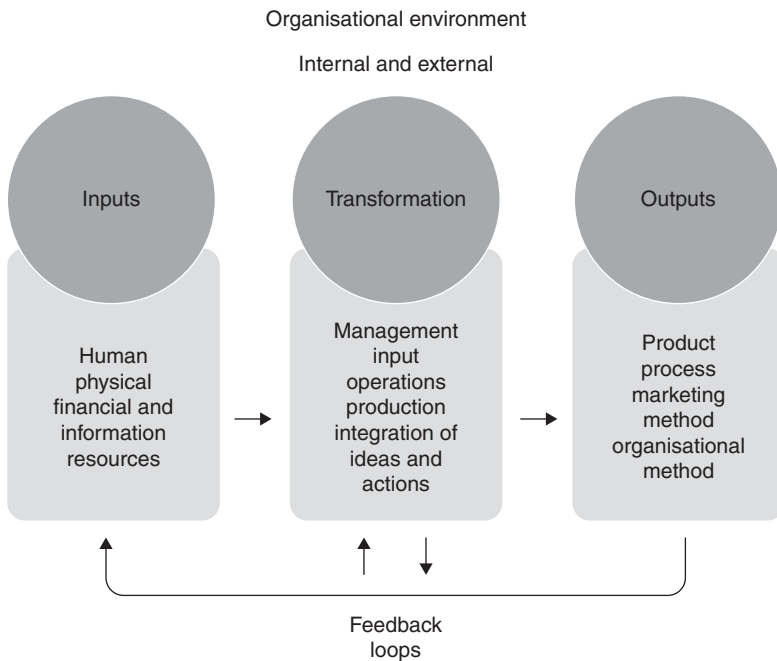 Organisational environment
Internal and external
Inputs
Transformation
Outputs
Human
physical
financial and
information
resources
Management
input
operations
production
integration of
ideas and
actions
Product
process
marketing
method
organisational
method
Feedback
loops